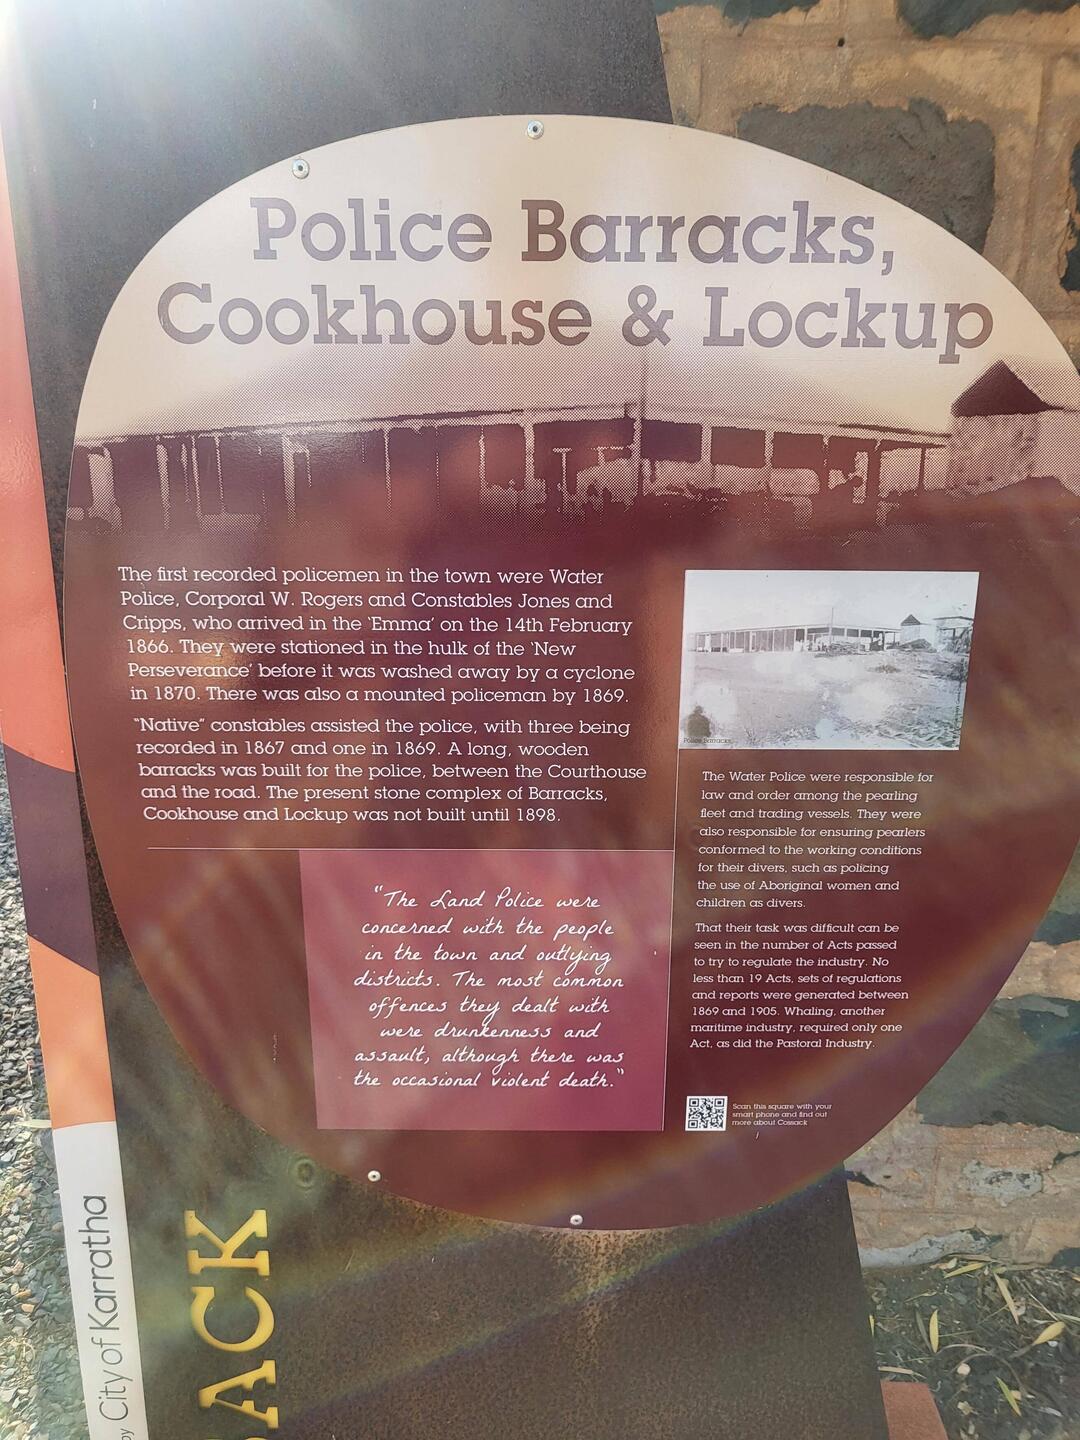 Police Barracks,
Cookhouse & Lockup
The first recorded policemen in the town were Water
Police, Corporal W. Rogers and Constables Jones and
Cripps, who arrived in the 'Emma' on the 14th February
1866. They were stationed in the hulk of the 'New
Perseverance' before it was washed away by a cyclone
in 1870. There was also a mounted policeman by 1869.
"Native" constables assisted the police, with three being
recorded in 1867 and one in 1869. A long, wooden
barracks was built for the police, between the Courthouse
and the road. The present stone complex of Barracks,
Cookhouse and Lockup was not built until 1898.
"The Land Police were
concerned with the people
in the town and outlying
districts. The most common
offences they dealt with
were drunkenness and
assault, although there was
the occasional violent death."
Police Barracks
The Water Police were responsible for
law and order among the pearling
fleet and trading vessels. They were
also responsible for ensuring pearlers
conformed to the working conditions
for their divers, such as policing
the use of Aboriginal women and
children as divers.
That their task was difficult can be
seen in the number of Acts passed
to try to regulate the industry. No
less than 19 Acts, sets of regulations
and reports were generated between
1869 and 1905. Whaling, another
maritime industry, required only one
Act, as did the Pastoral Industry.
Scan this square with your
smart phone and find out
more about Cossack
by City of Karratha
ACK